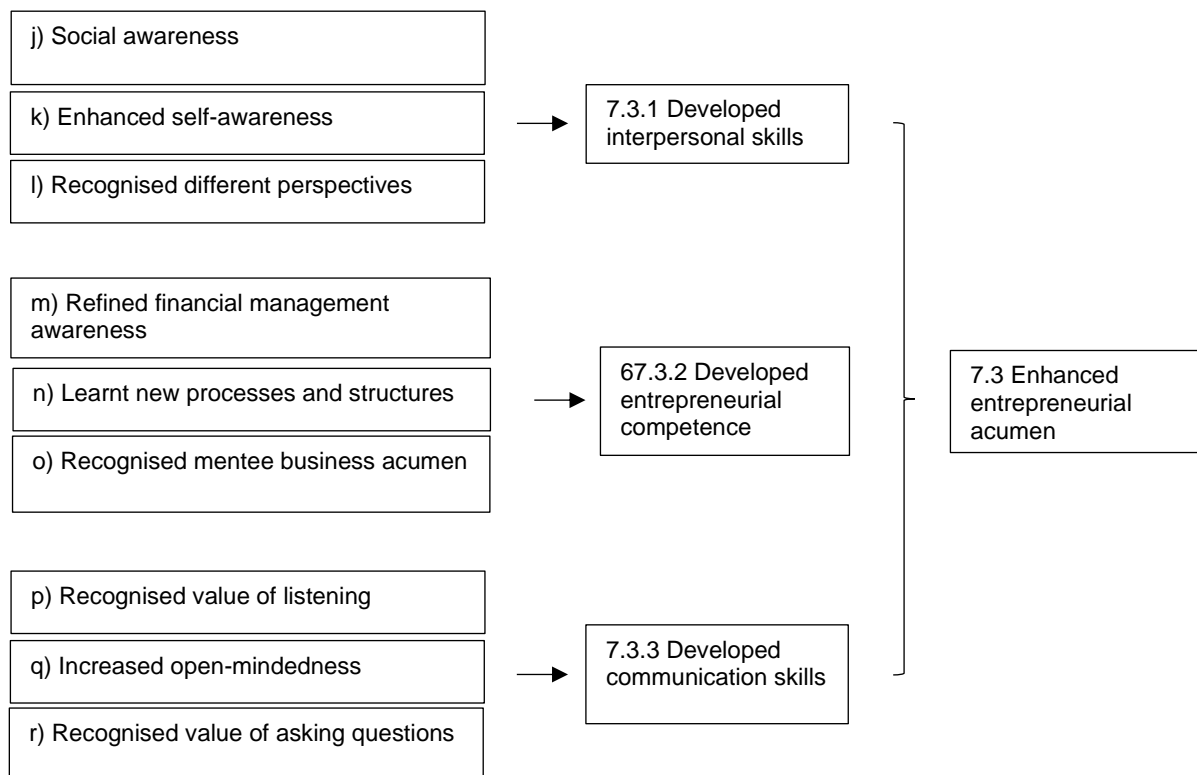 j) Social awareness
k) Enhanced self-awareness
l) Recognised different perspectives
7.3.1 Developed
interpersonal skills
m) Refined financial management
awareness
n) Learnt new processes and structures
o) Recognised mentee business acumen
67.3.2 Developed
entrepreneurial
competence
p) Recognised value of listening
q) Increased open-mindedness
r) Recognised value of asking questions
7.3.3 Developed
communication skills
7.3 Enhanced
entrepreneurial
acumen